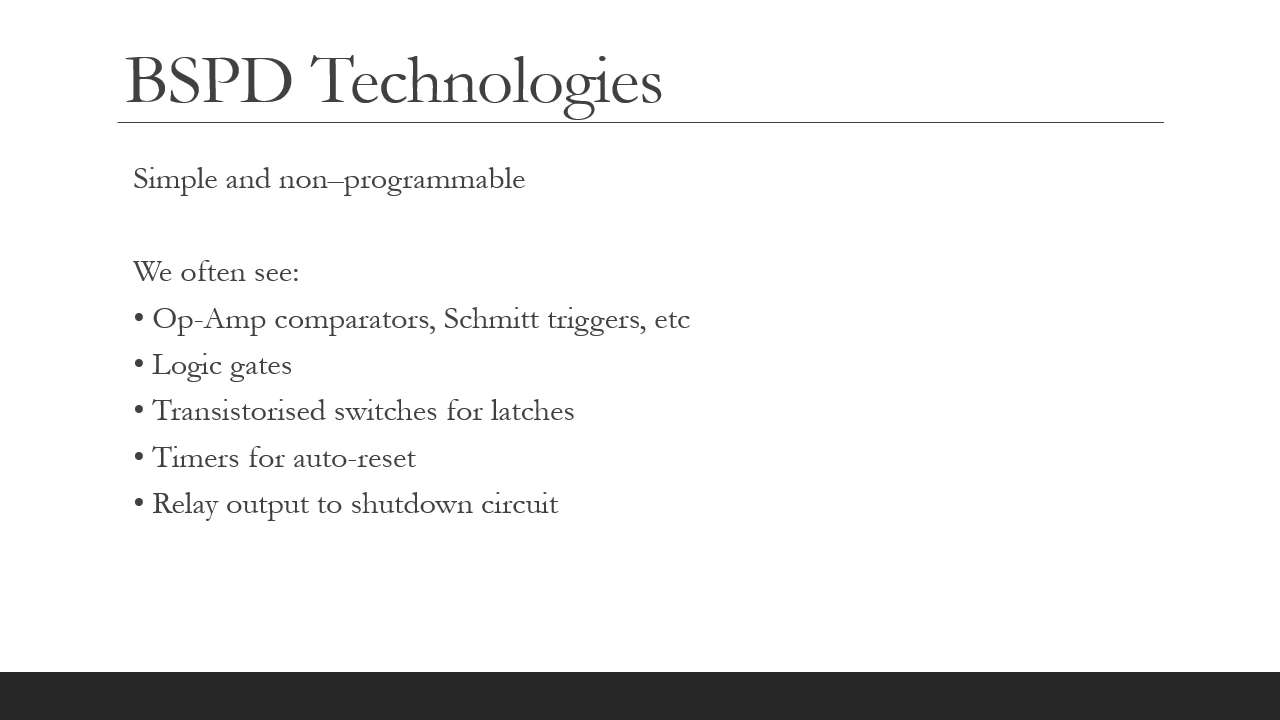 BSPD Technologies
Simple and non–programmable
We often see:
• Op-Amp comparators, Schmitt triggers, etc
• Logic gates
• Transistorised switches for latches
• Timers for auto-reset
• Relay output to shutdown circuit